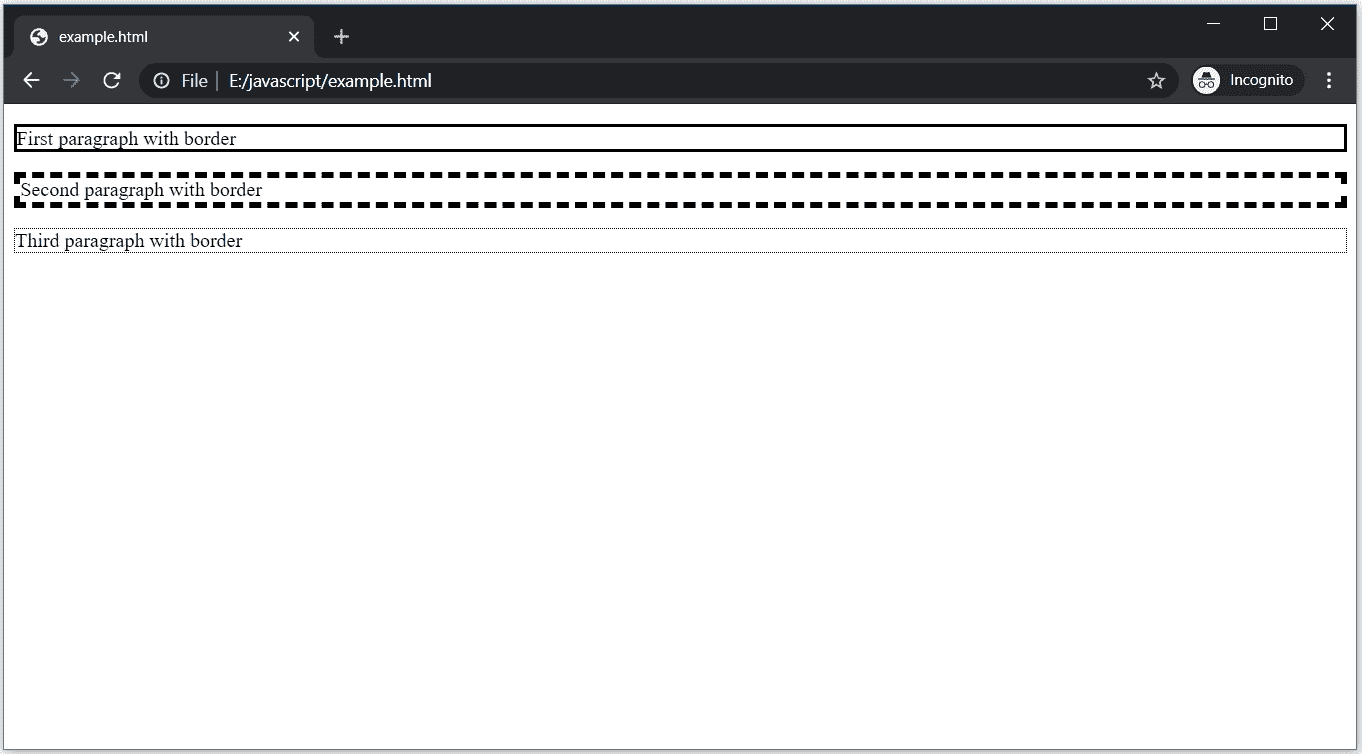 example.html
File E:/javascript/example.html Incognito
First paragraph with border
Second paragraph with border
Third paragraph with border